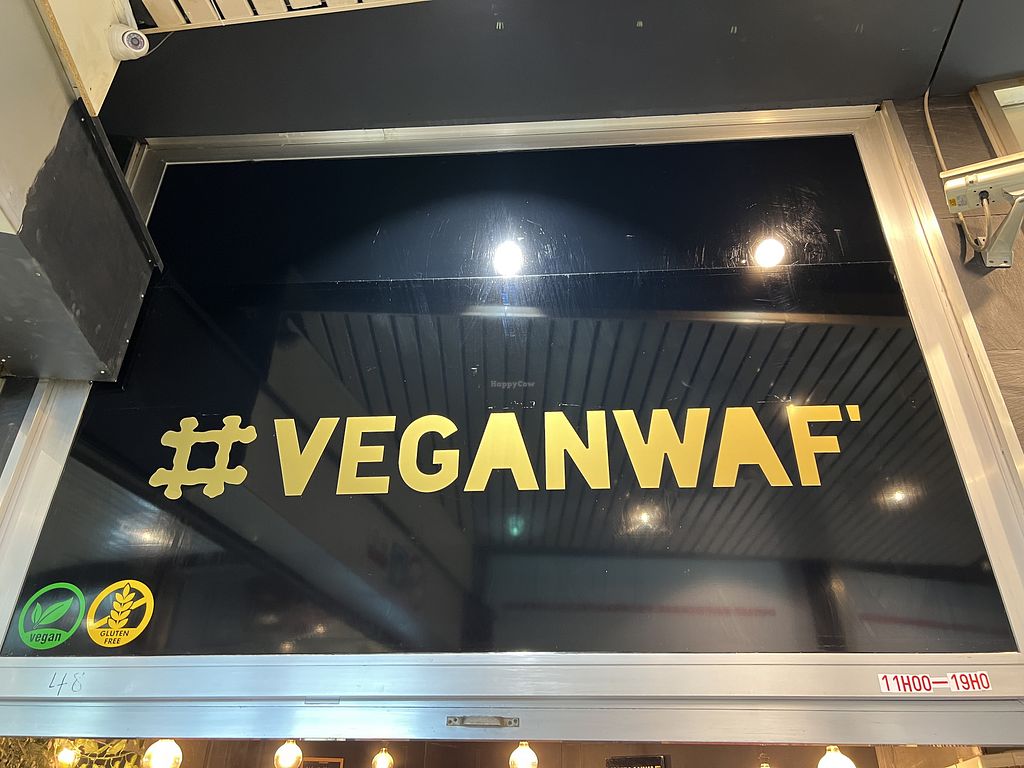 HappyCow
#VEGANWAF'
vegan
GLUTEN
FREE
48
11H00—19H0